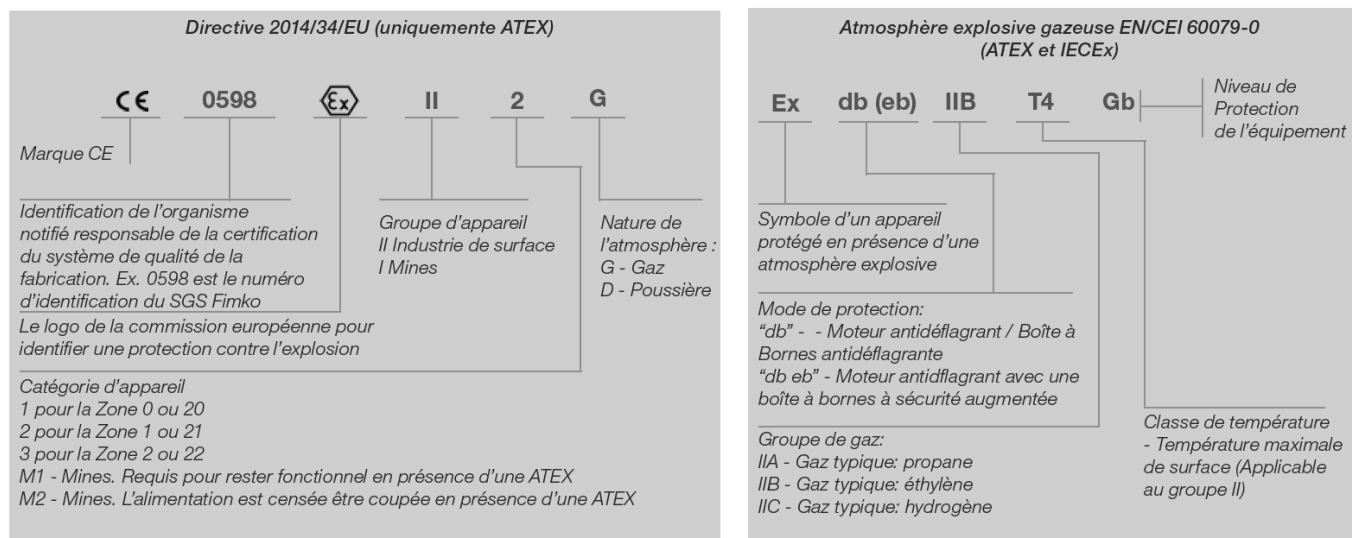 Directive 2014/34/EU (uniquemente ATEX)
CE 0598 Ex II 2 G
Marque CE
Identification de l'organisme
notifié responsable de la certification
du système de qualité de la
fabrication. Ex. 0598 est le numéro
d'identification du SGS Fimko
Groupe d'appareil
II Industrie de surface
I Mines
Nature de
l'atmosphère :
G - Gaz
D - Poussière
Le logo de la commission européenne pour
identifier une protection contre l'explosion
Catégorie d'appareil
1 pour la Zone 0 ou 20
2 pour la Zone 1 ou 21
3 pour la Zone 2 ou 22
M1 - Mines. Requis pour rester fonctionnel en présence d'une ATEX
M2 - Mines. L'alimentation est censée être coupée en présence d'une ATEX
Atmosphère explosive gazeuse EN/CEI 60079-0
(ATEX et IECEx)
Ex db (eb) IIB T4 Gb
Niveau de
Protection
de l'équipement
Symbole d'un appareil
protégé en présence d'une
atmosphère explosive
Mode de protection:
“db” - - Moteur antidéflagrant / Boîte à
Bornes antidéflagrante
“db eb” - Moteur antidflagrant avec une
boîte à bornes à sécurité augmentée
Groupe de gaz:
IIA - Gaz typique: propane
IIB - Gaz typique: éthylène
IIC - Gaz typique: hydrogène
Classe de température
- Température maximale
de surface (Applicable
au groupe II)